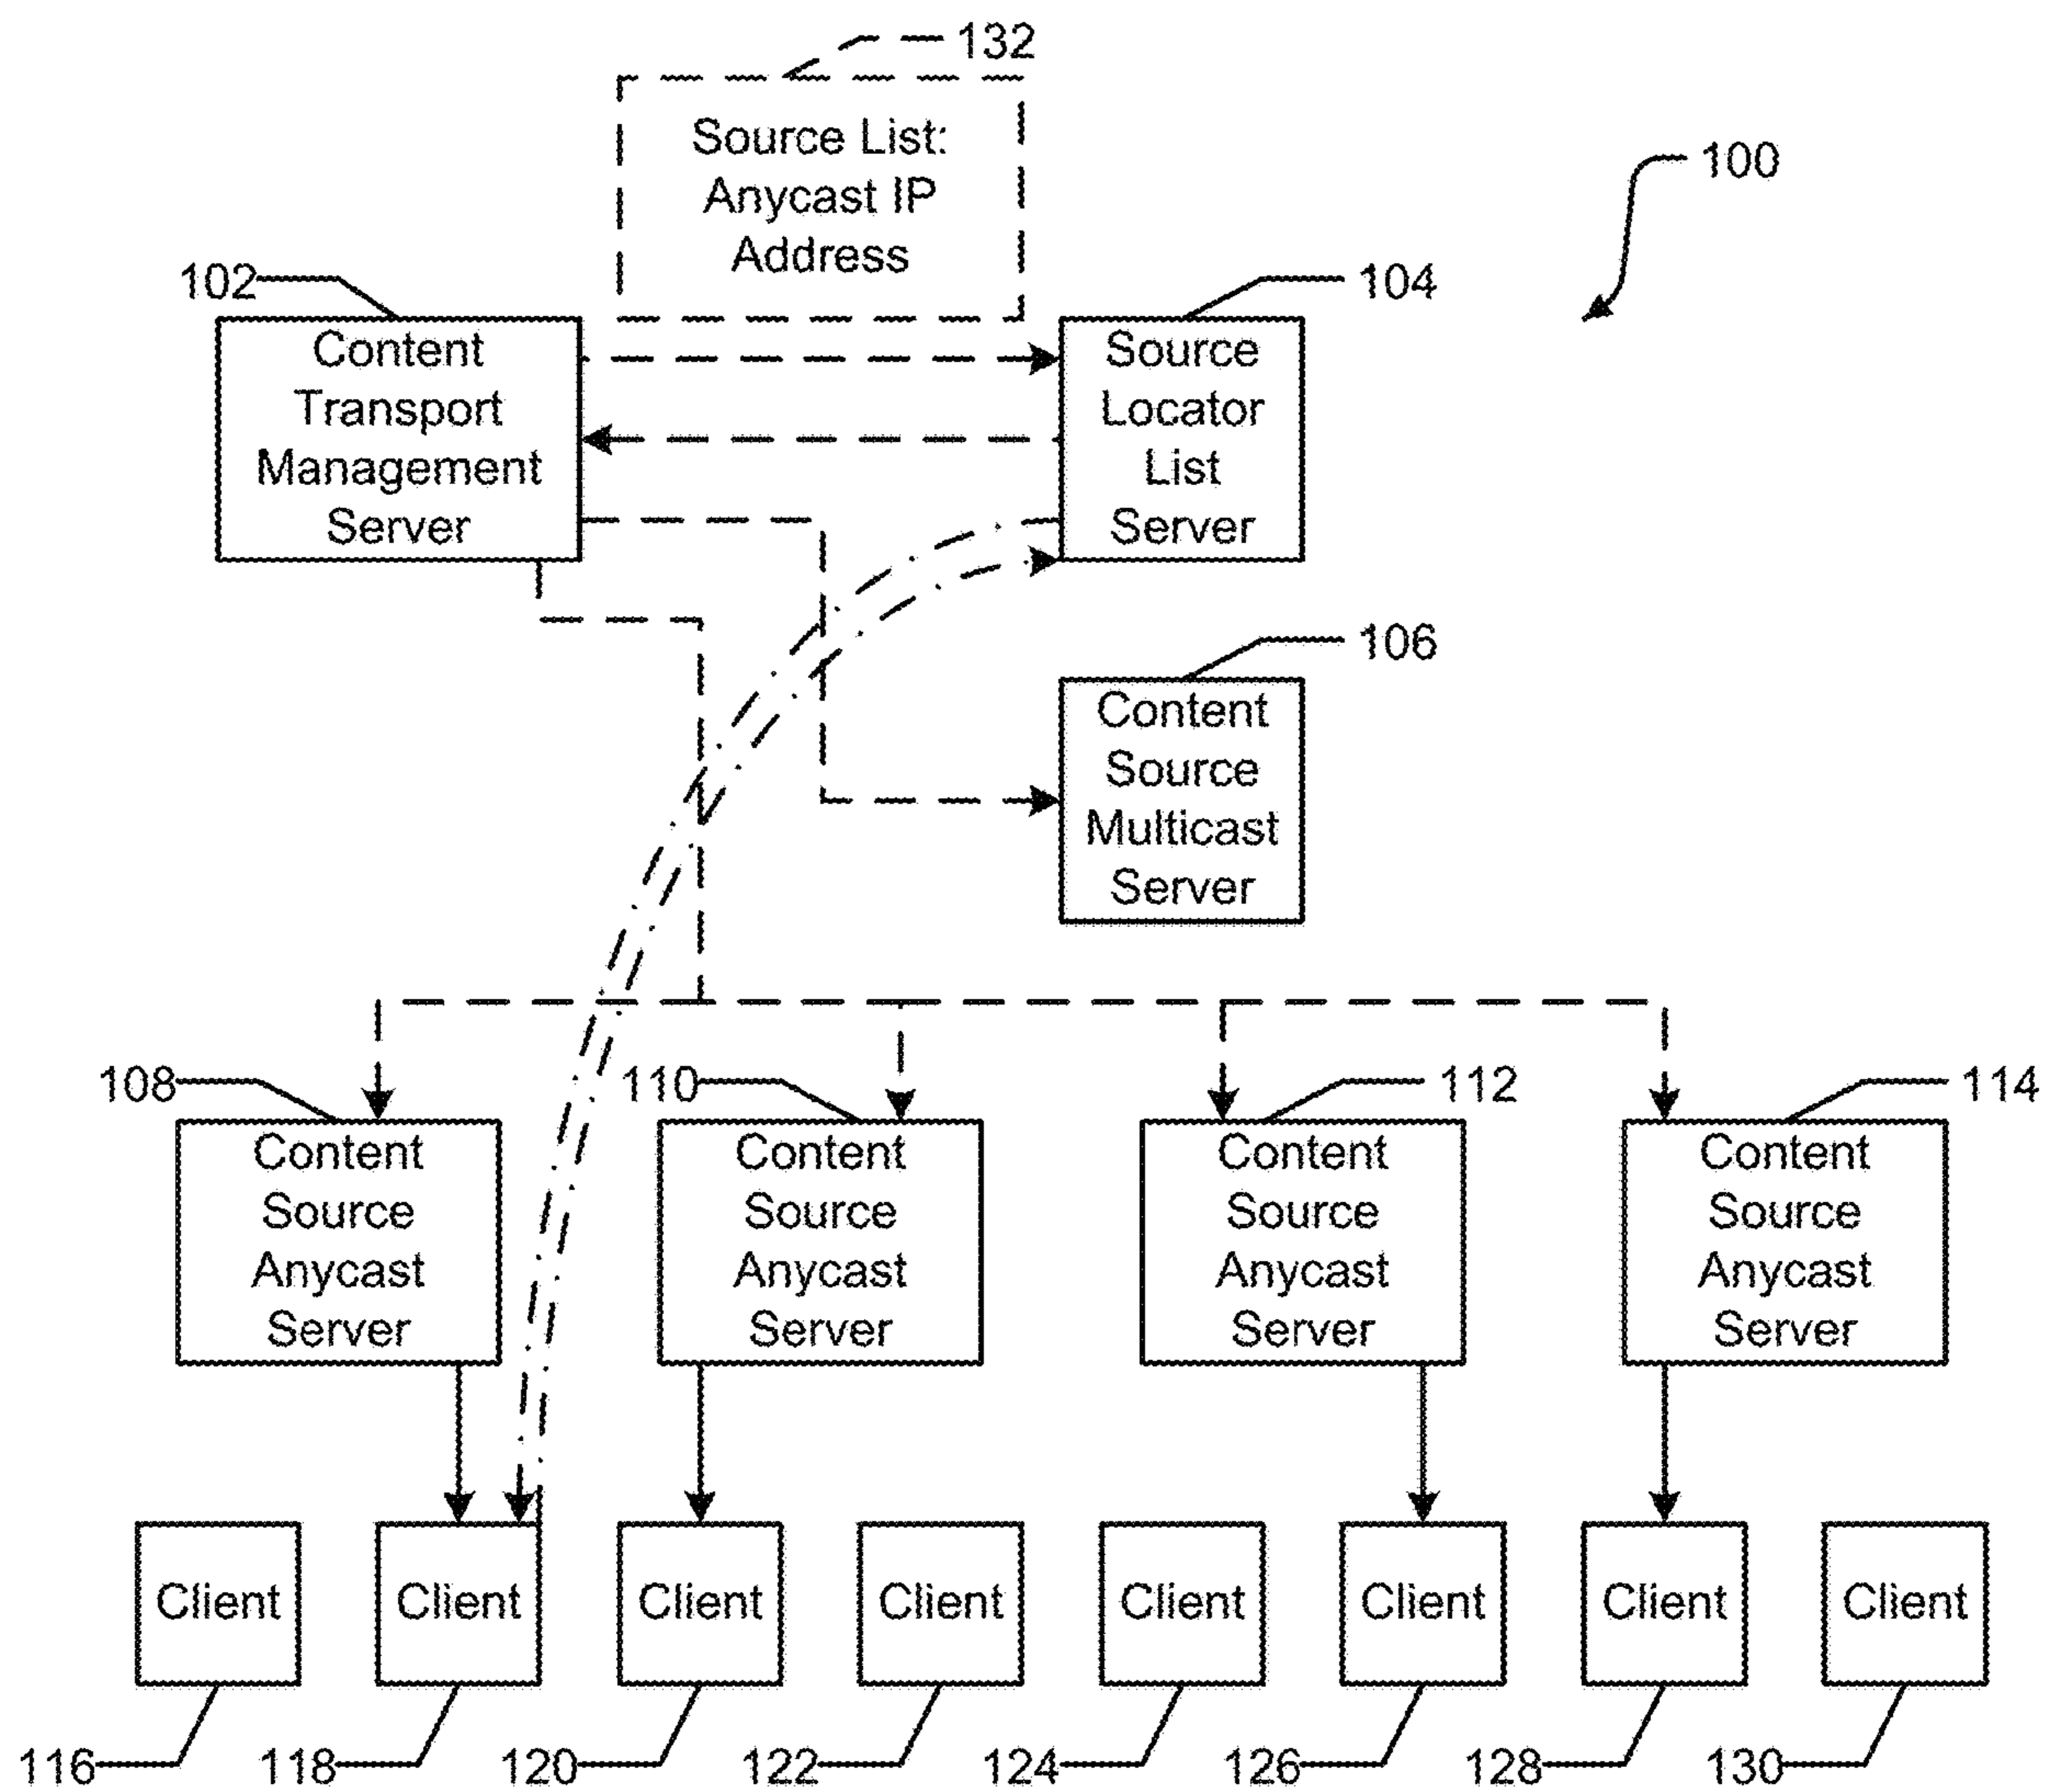 132
Source List:
Anycast IP
Address
100
102
104
Content
Transport
Management
Server
Source
Locator
List
Server
106
Content
Source
Multicast
Server
108
110
112
114
Content
Source
Anycast
Server
Content
Source
Anycast
Server
Content
Source
Anycast
Server
Content
Source
Anycast
Server
Client
Client
Client
Client
Client
Client
Client
Client
116
118
120
122
124
126
128
130